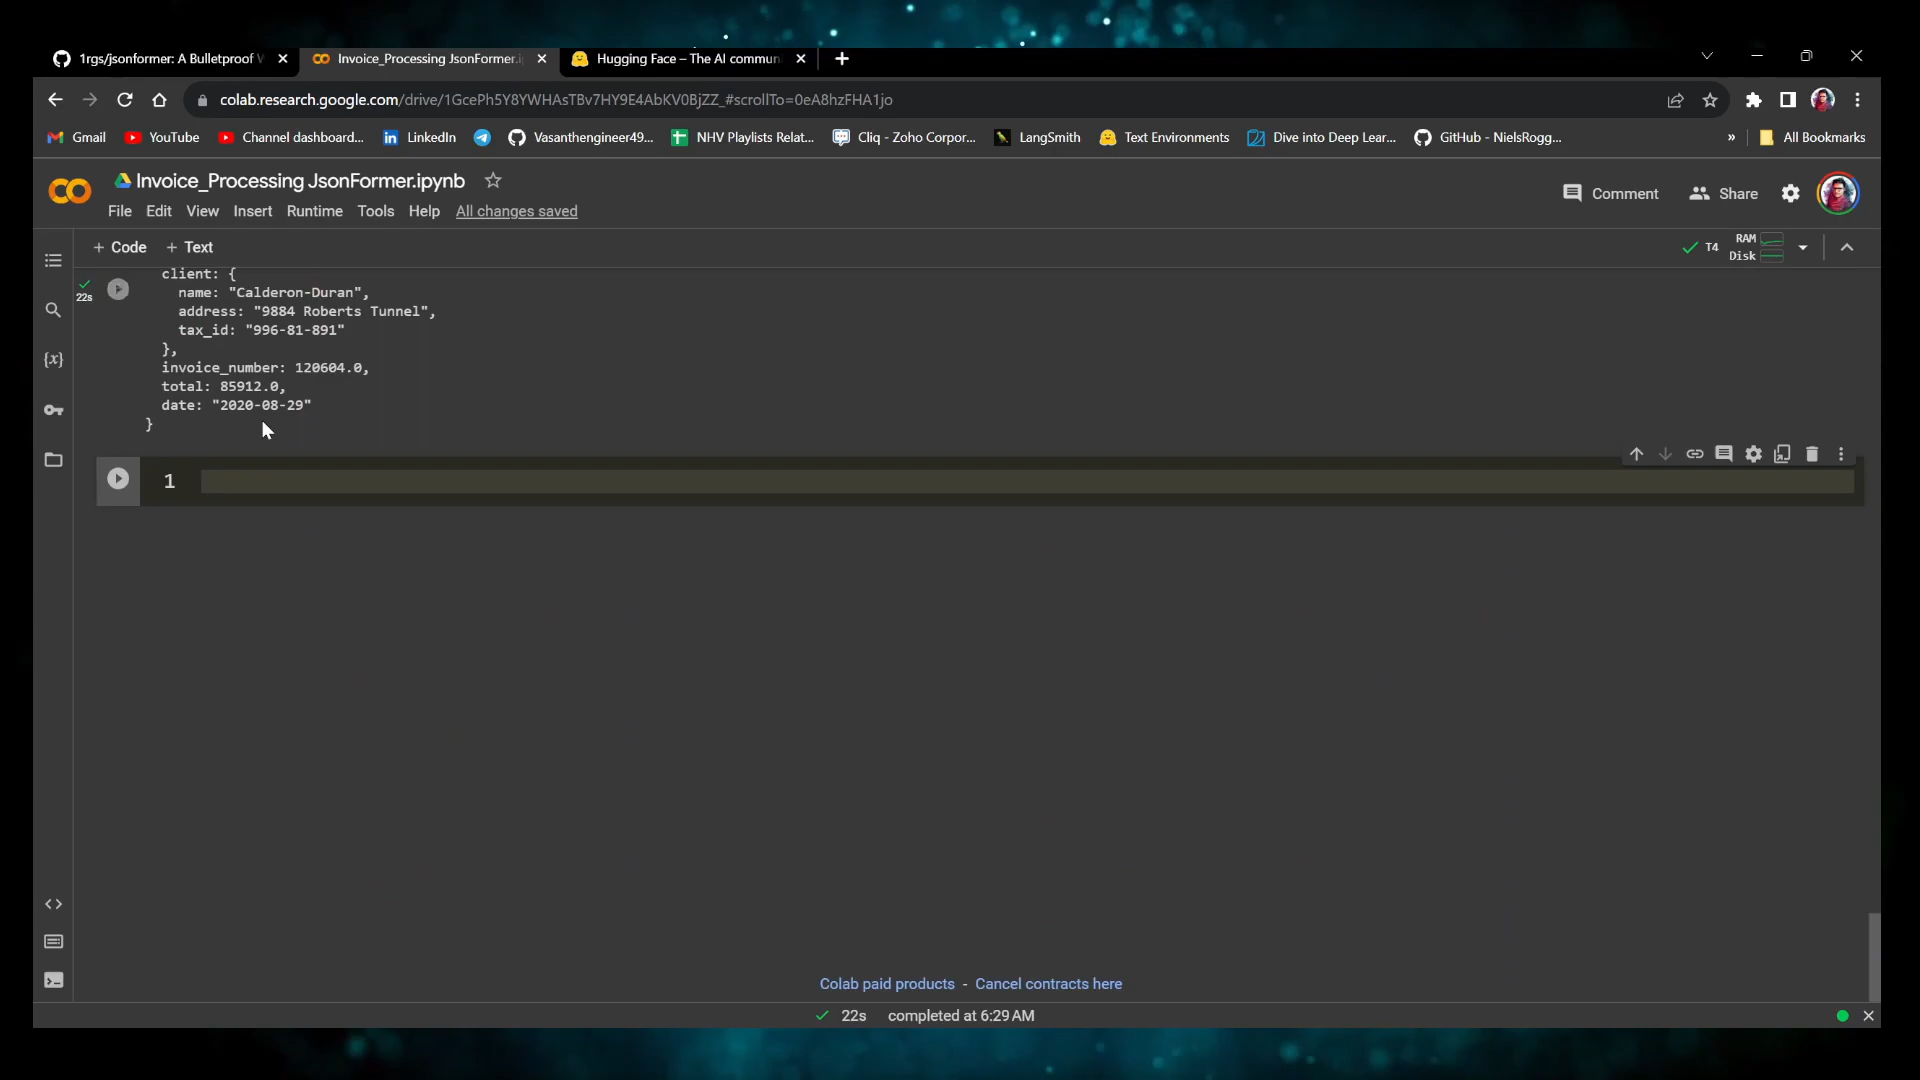 1rgs/jsonformer: A Bulletproof W
Invoice_Processing JsonFormer.i
Hugging Face – The AI commun
colab.research.google.com/drive/1GcePh5Y8YWHAsTBv7HY9E4AbKV0BjZZ_#scrollTo=0eA8hzFHA1jo
Gmail YouTube Channel dashboard... LinkedIn Vasanthengineer49... NHV Playlists Relat... Cliq - Zoho Corpor... LangSmith Text Environments Dive into Deep Lear... GitHub - NielsRogg... » All Bookmarks
Invoice_Processing JsonFormer.ipynb
Comment Share
File Edit View Insert Runtime Tools Help All changes saved
+ Code + Text
T4 RAM
Disk
22s
client: {
name: "Calderon-Duran",
address: "9884 Roberts Tunnel",
tax_id: "996-81-891"
},
invoice_number: 120604.0,
total: 85912.0,
date: "2020-08-29"
}
{x}
1
Colab paid products - Cancel contracts here
22s completed at 6:29 AM